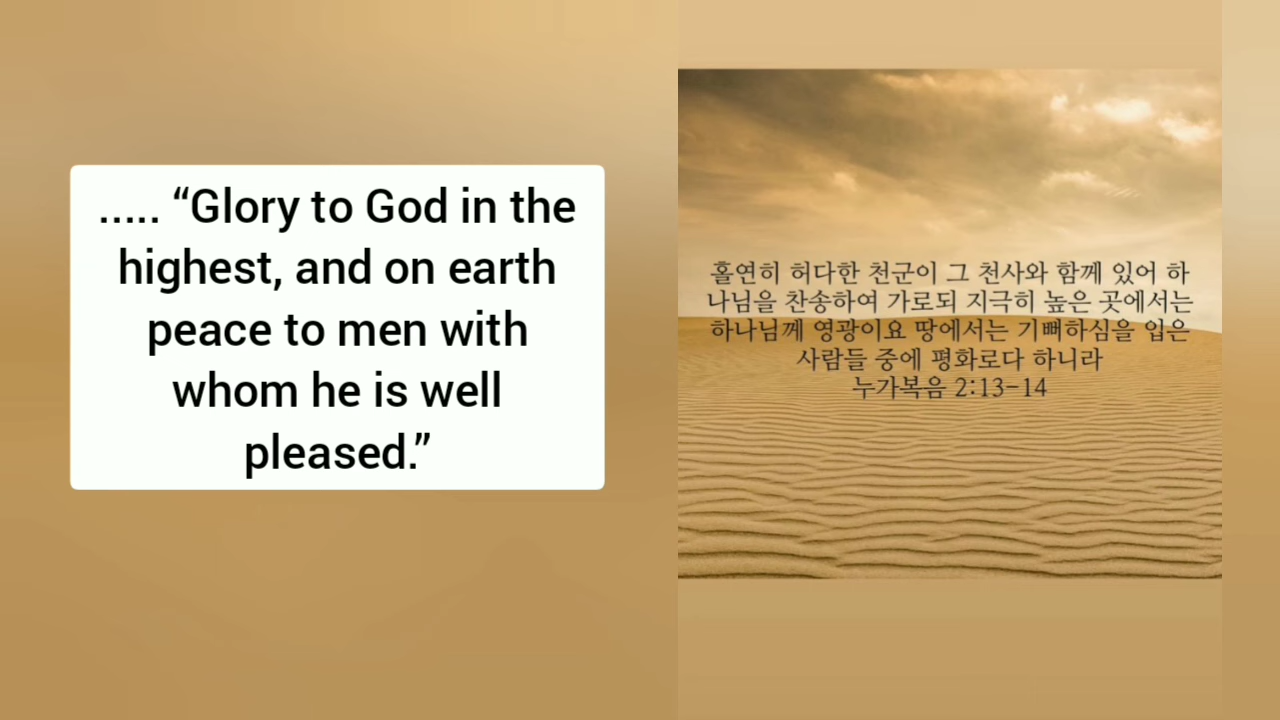 ..... “Glory to God in the
highest, and on earth
peace to men with
whom he is well
pleased.”
홀연히 허다한 천군이 그 천사와 함께 있어 하
나님을 찬송하여 가로되 지극히 높은 곳에서는
하나님께 영광이요 땅에서는 기뻐하심을 입은
사람들 중에 평화로다 하니라
누가복음 2:13-14